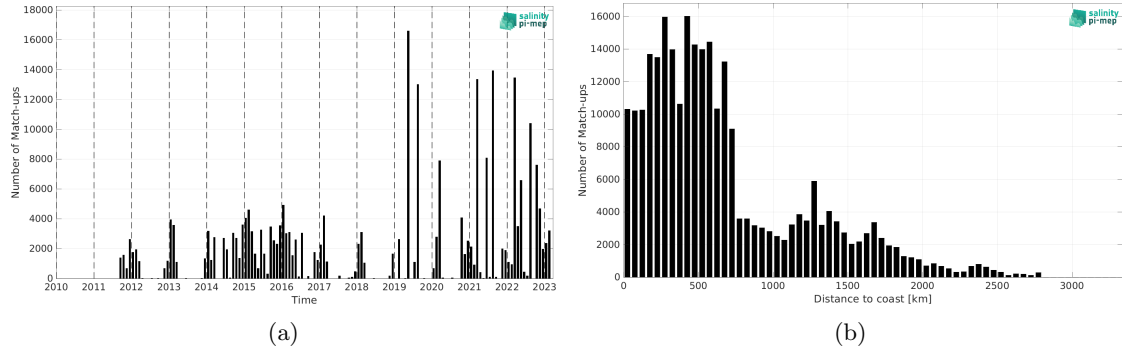 18000
16000
14000
12000
10000
8000
6000
4000
2000
0
Number of Match-ups
2010 2011 2012 2013 2014 2015 2016 2017 2018 2019 2020 2021 2022 2023
Time
salinity
pi-mep
(a)
16000
14000
12000
10000
8000
6000
4000
2000
0
Number of Match-ups
0 500 1000 1500 2000 2500 3000
Distance to coast [km]
salinity
pi-mep
(b)